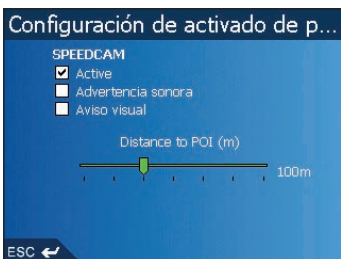 Configuración de activado de p...
SPEEDCAM
Active
Advertencia sonora
Aviso visual
Distance to POI (m)
100m
ESC